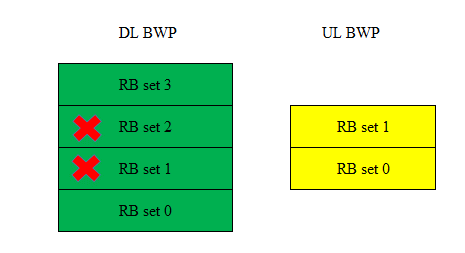 DL BWP
UL BWP
RB set 3
RB set 2
RB set 1
RB set 1
RB set 0
RB set 0